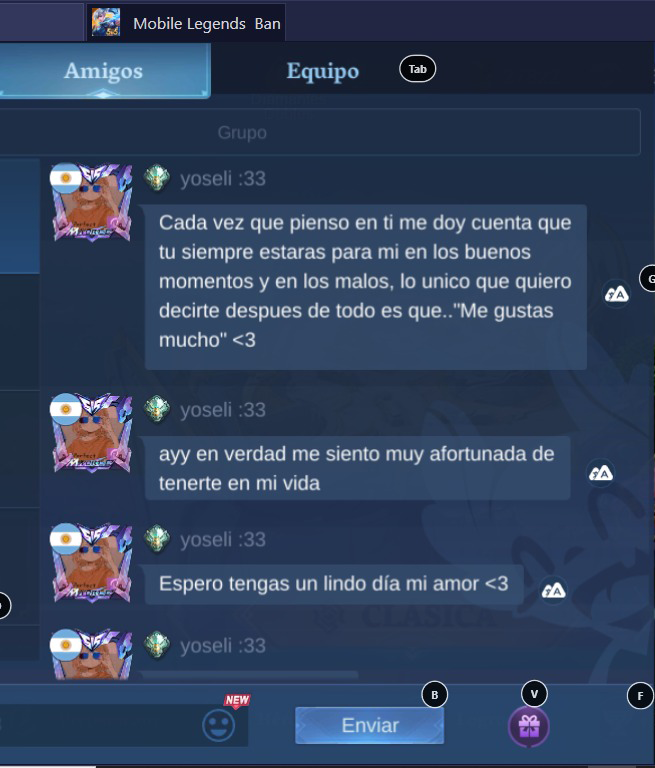 Mobile Legends Ban
Amigos
Equipo
Tab
Grupo
yoseli :33
Cada vez que pienso en ti me doy cuenta que
tu siempre estaras para mi en los buenos
momentos y en los malos, lo unico que quiero
decirte despues de todo es que.."Me gustas
mucho" <3
G
yoseli :33
ayy en verdad me siento muy afortunada de
tenerte en mi vida
yoseli :33
Espero tengas un lindo día mi amor <3
CLASICA
yoseli :33
NEW
B
V
F
Enviar